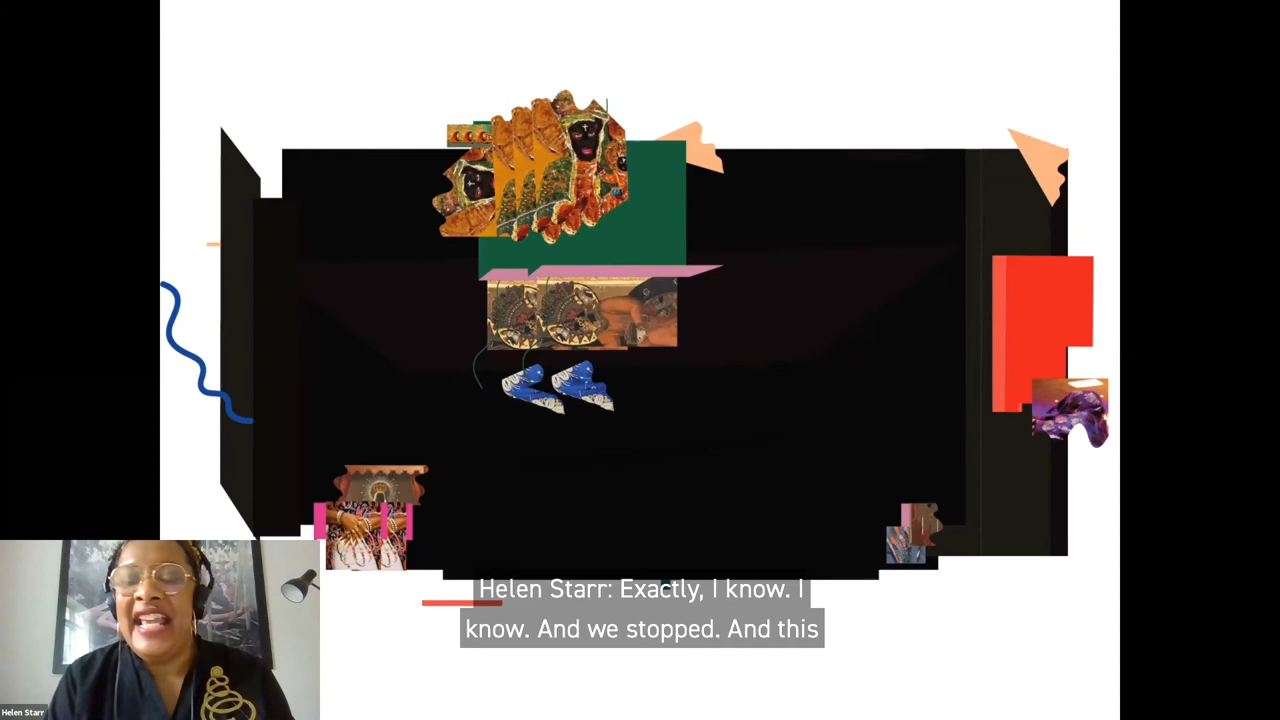 Helen Starr: Exactly, I know. I
know. And we stopped. And this
Helen Starr